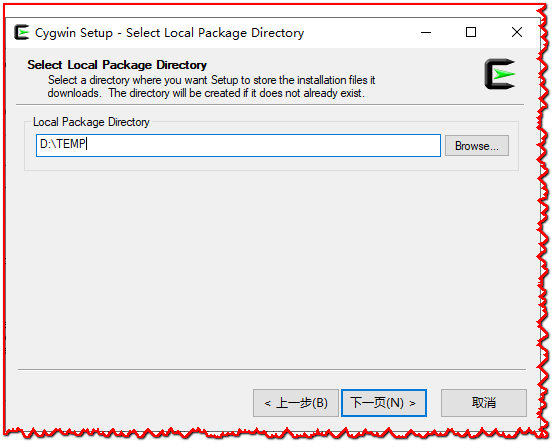 Cygwin Setup - Select Local Package Directory
Select Local Package Directory
Select a directory where you want Setup to store the installation files it
downloads. The directory will be created if it does not already exist.
Local Package Directory
D:\TEMP
Browse...
< 上一步(B)
下一页(N) >
取消